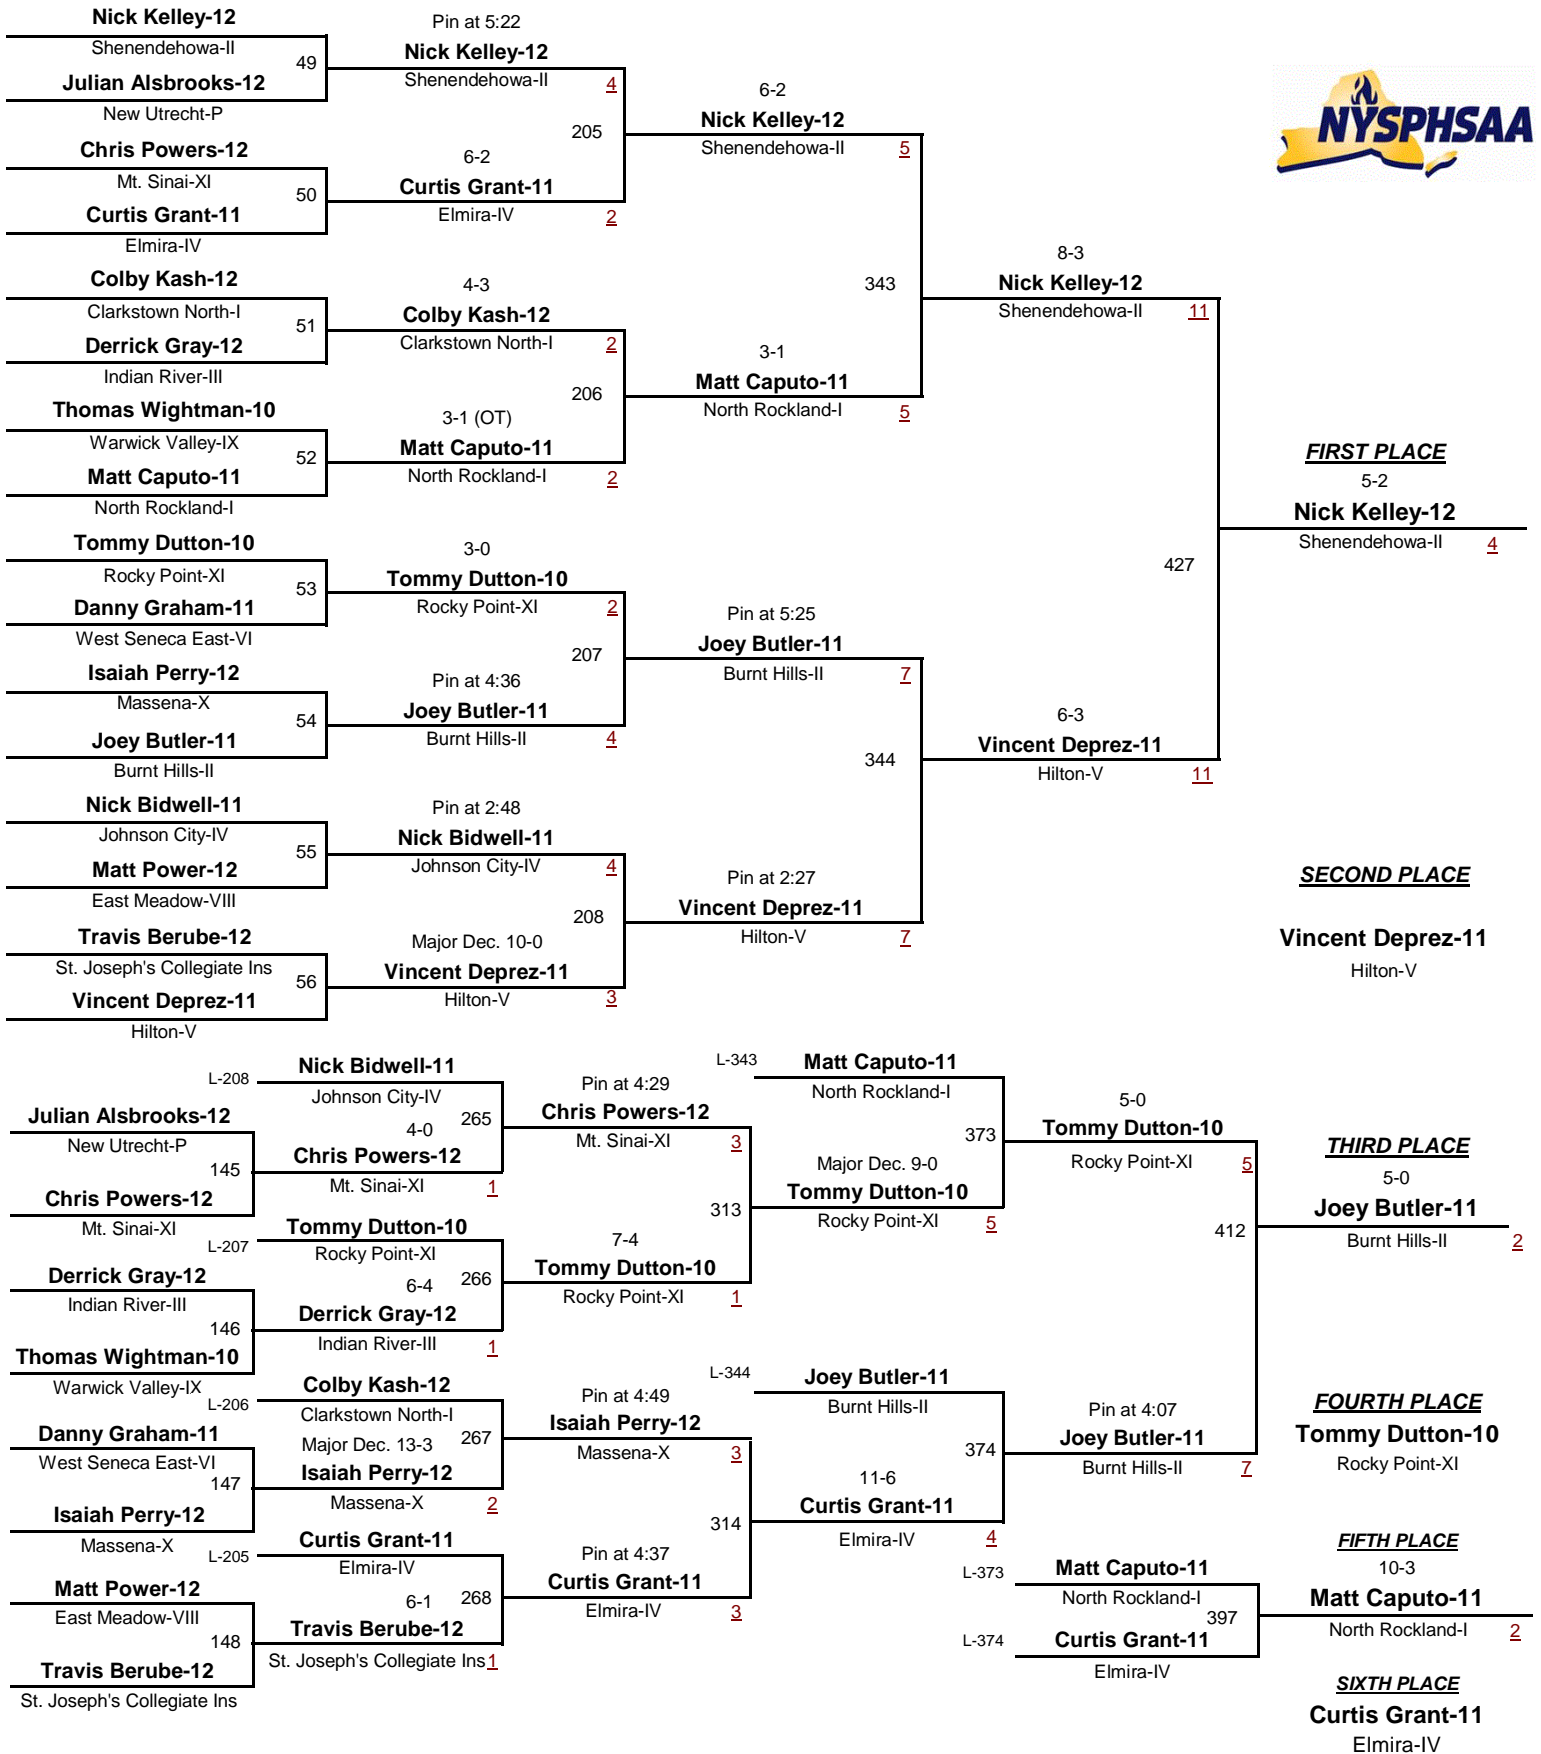 Nick Kelley-12
Shenendehowa-II
49
Julian Alsbrooks-12
New Utrecht-P
Chris Powers-12
Mt. Sinai-XI
50
Curtis Grant-11
Elmira-IV
Colby Kash-12
Clarkstown North-I
51
Derrick Gray-12
Indian River-III
Thomas Wightman-10
Warwick Valley-IX
52
Matt Caputo-11
North Rockland-I
Tommy Dutton-10
Rocky Point-XI
53
Danny Graham-11
West Seneca East-VI
Isaiah Perry-12
Massena-X
54
Joey Butler-11
Burnt Hills-II
Nick Bidwell-11
Johnson City-IV
55
Matt Power-12
East Meadow-VIII
Travis Berube-12
St. Joseph's Collegiate Ins
56
Vincent Deprez-11
Hilton-V
Pin at 5:22
Nick Kelley-12
Shenendehowa-II 4
205
6-2
Curtis Grant-11
Elmira-IV 2
4-3
Colby Kash-12
Clarkstown North-I 2
206
3-1 (OT)
Matt Caputo-11
North Rockland-I 2
3-0
Tommy Dutton-10
Rocky Point-XI 2
207
Pin at 4:36
Joey Butler-11
Burnt Hills-II 4
Pin at 2:48
Nick Bidwell-11
Johnson City-IV 4
208
Major Dec. 10-0
Vincent Deprez-11
Hilton-V 3
6-2
Nick Kelley-12
Shenendehowa-II 5
343
3-1
Matt Caputo-11
North Rockland-I 5
Pin at 5:25
Joey Butler-11
Burnt Hills-II 7
344
Pin at 2:27
Vincent Deprez-11
Hilton-V 7
8-3
Nick Kelley-12
Shenendehowa-II 11
427
6-3
Vincent Deprez-11
Hilton-V 11
NYSPHSAA
FIRST PLACE
5-2
Nick Kelley-12
Shenendehowa-II 4
SECOND PLACE
Vincent Deprez-11
Hilton-V
Julian Alsbrooks-12
New Utrecht-P
145
Chris Powers-12
Mt. Sinai-XI
Derrick Gray-12
Indian River-III
146
Thomas Wightman-10
Warwick Valley-IX
Danny Graham-11
West Seneca East-VI
147
Isaiah Perry-12
Massena-X
Matt Power-12
East Meadow-VIII
148
Travis Berube-12
St. Joseph's Collegiate Ins
L-208
Nick Bidwell-11
Johnson City-IV
4-0 265
Chris Powers-12
Mt. Sinai-XI 1
L-207
Tommy Dutton-10
Rocky Point-XI
6-4 266
Derrick Gray-12
Indian River-III 1
L-206
Colby Kash-12
Clarkstown North-I
Major Dec. 13-3 267
Isaiah Perry-12
Massena-X 2
L-205
Curtis Grant-11
Elmira-IV
6-1 268
Travis Berube-12
St. Joseph's Collegiate Ins 1
Pin at 4:29
Chris Powers-12
Mt. Sinai-XI 3
313
7-4
Tommy Dutton-10
Rocky Point-XI 1
Pin at 4:49
Isaiah Perry-12
Massena-X 3
314
Pin at 4:37
Curtis Grant-11
Elmira-IV 3
L-343
Matt Caputo-11
North Rockland-I
373
Major Dec. 9-0
Tommy Dutton-10
Rocky Point-XI 5
L-344
Joey Butler-11
Burnt Hills-II
374
11-6
Curtis Grant-11
Elmira-IV 4
5-0
Tommy Dutton-10
Rocky Point-XI 5
412
Pin at 4:07
Joey Butler-11
Burnt Hills-II 7
L-373
Matt Caputo-11
North Rockland-I
397
L-374
Curtis Grant-11
Elmira-IV
THIRD PLACE
5-0
Joey Butler-11
Burnt Hills-II 2
FOURTH PLACE
Tommy Dutton-10
Rocky Point-XI
FIFTH PLACE
10-3
Matt Caputo-11
North Rockland-I 2
SIXTH PLACE
Curtis Grant-11
Elmira-IV